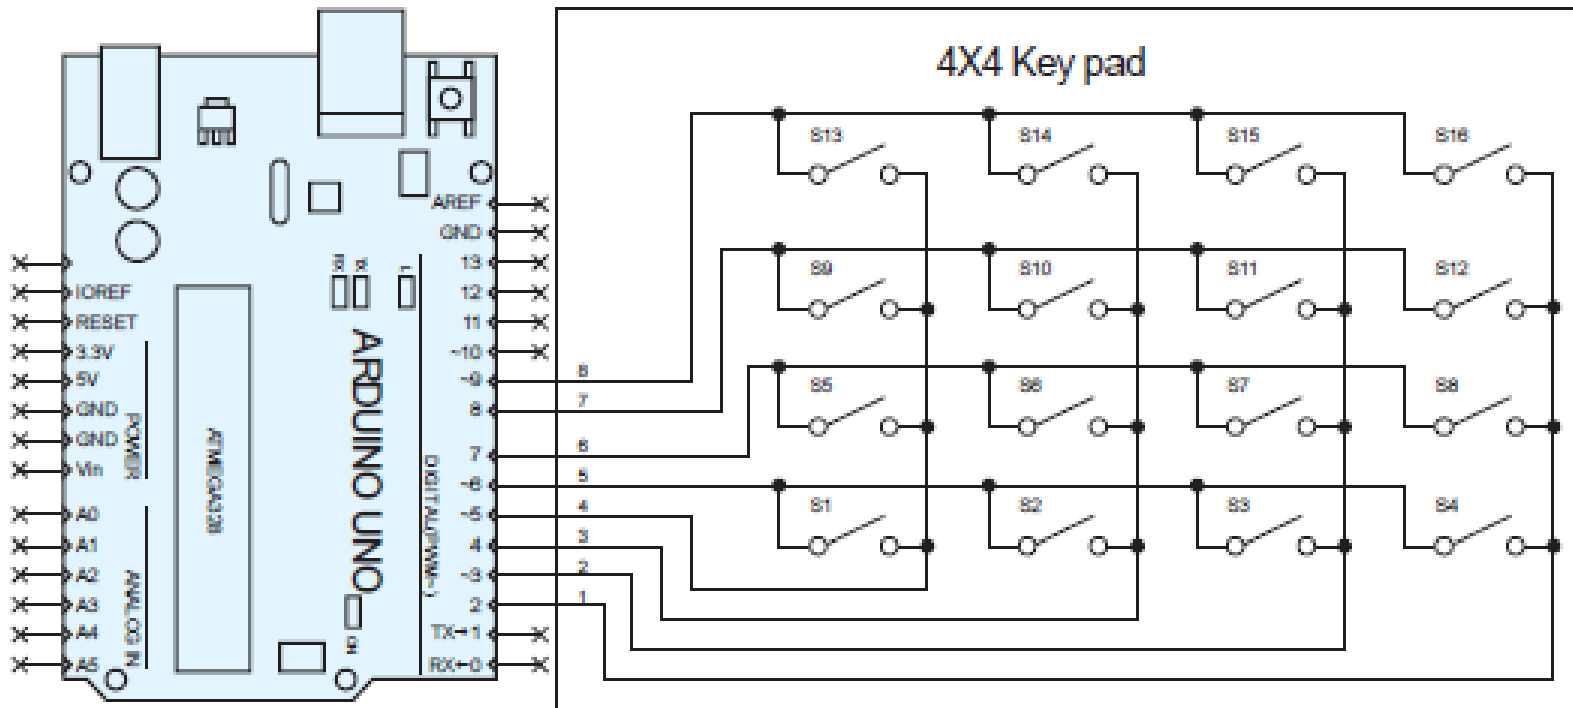 4X4 Key pad
S13 S14 S15 S16
S9 S10 S11 S12
S5 S6 S7 S8
S1 S2 S3 S4
AREF
GND
13
12
11
~10
~9
8
7
~6
~5
4
~3
2
TX→1
RX←0
8
7
6
5
4
3
2
1
IOREF
RESET
3.3V
5V
GND
GND
Vin
A0
A1
A2
A3
A4
A5
POWER
ANALOG IN
ATMEGA328
ARDUINO UNO
DIGITAL(PWM~)
RX
TX
L
ON